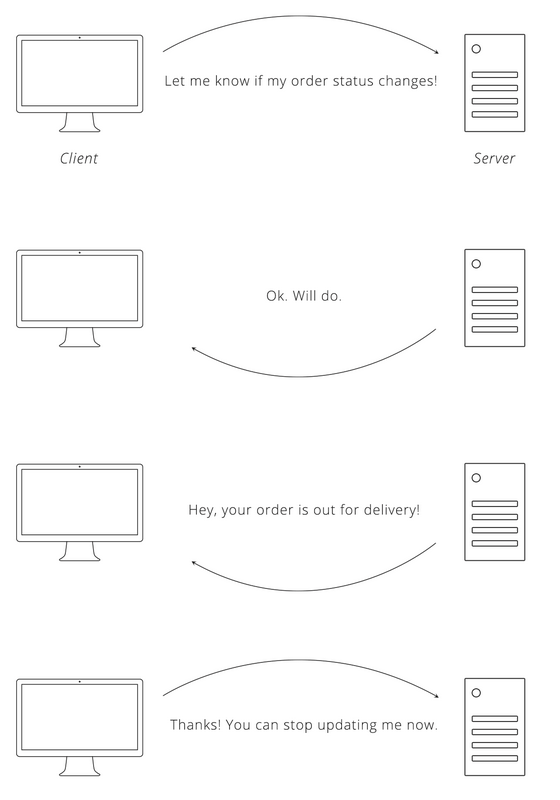 Let me know if my order status changes!
Client
Server
Ok. Will do.
Hey, your order is out for delivery!
Thanks! You can stop updating me now.